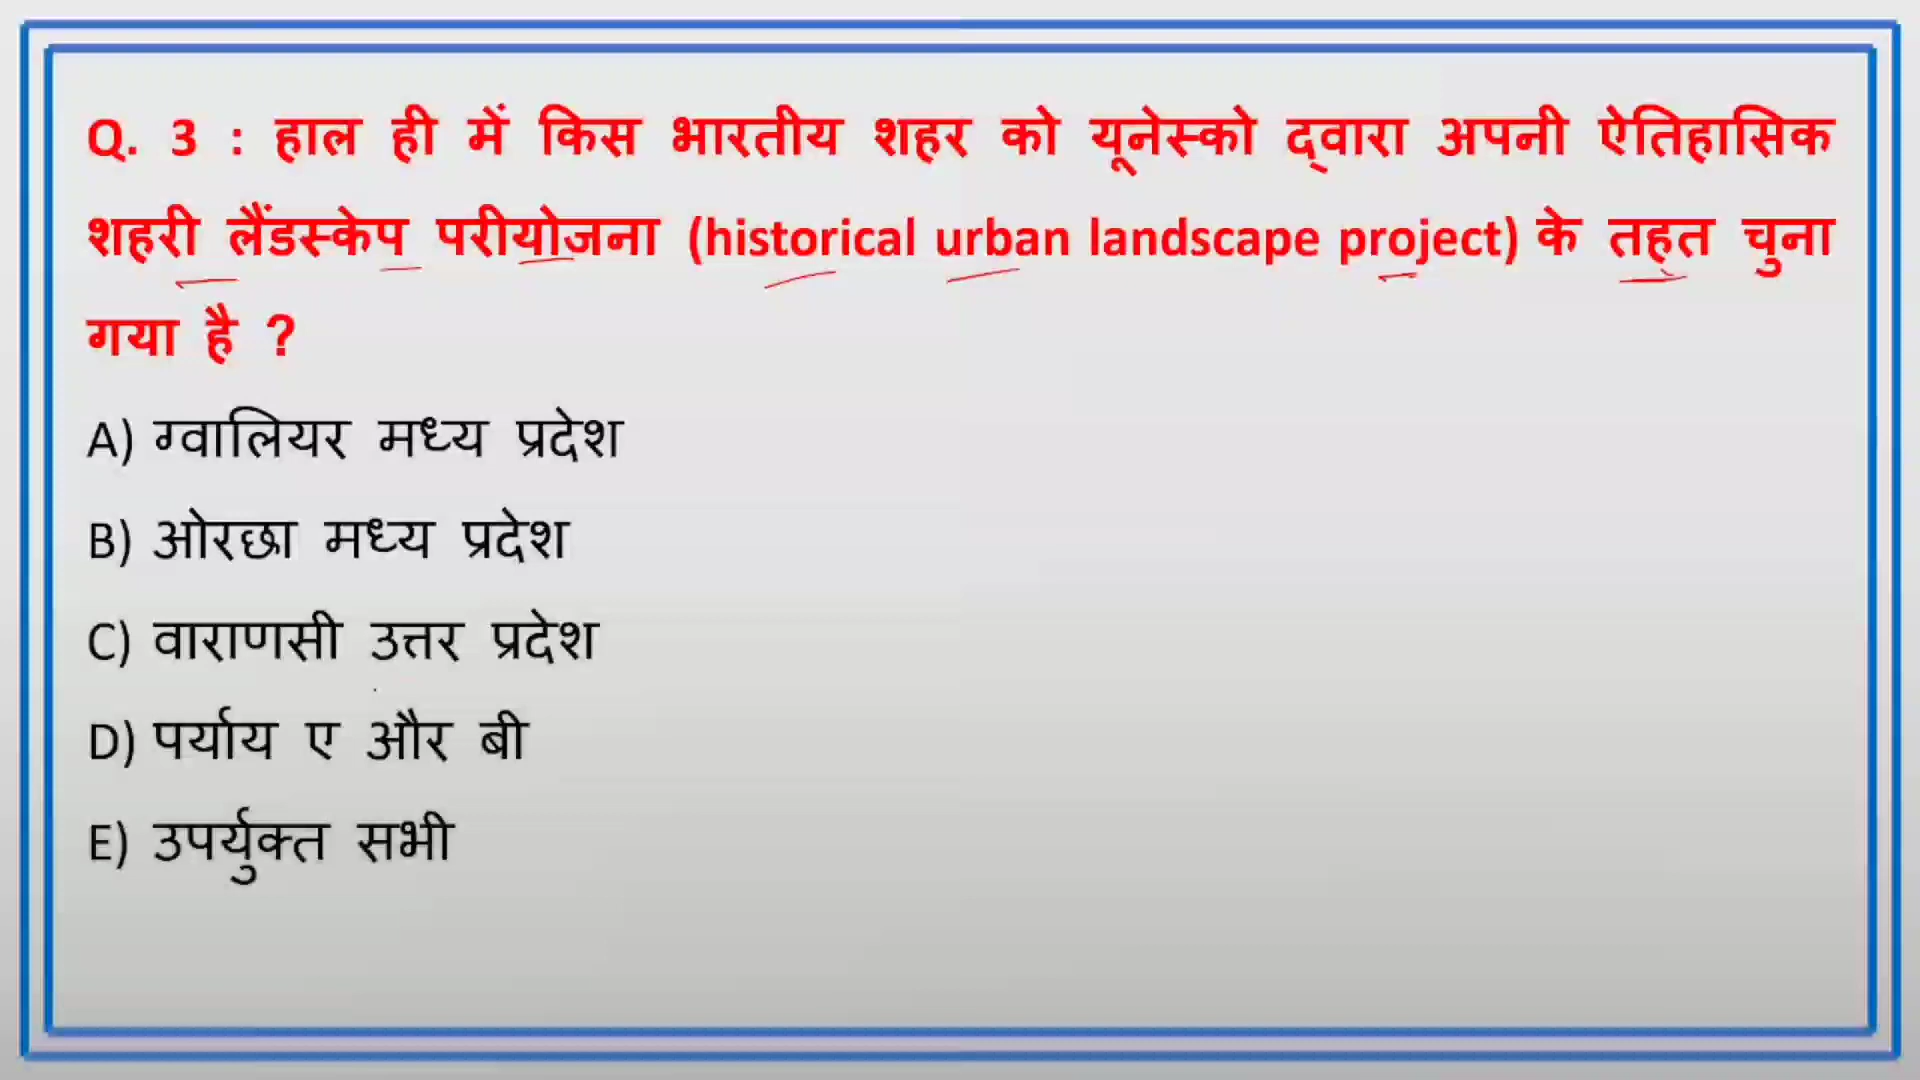 Q. 3 : हाल ही में किस भारतीय शहर को यूनेस्को द्वारा अपनी ऐतिहासिक
शहरी लैंडस्केप परीयोजना (historical urban landscape project) के तहत चुना
गया है ?
A) ग्वालियर मध्य प्रदेश
B) ओरछा मध्य प्रदेश
C) वाराणसी उत्तर प्रदेश
D) पर्याय ए और बी
E) उपर्युक्त सभी